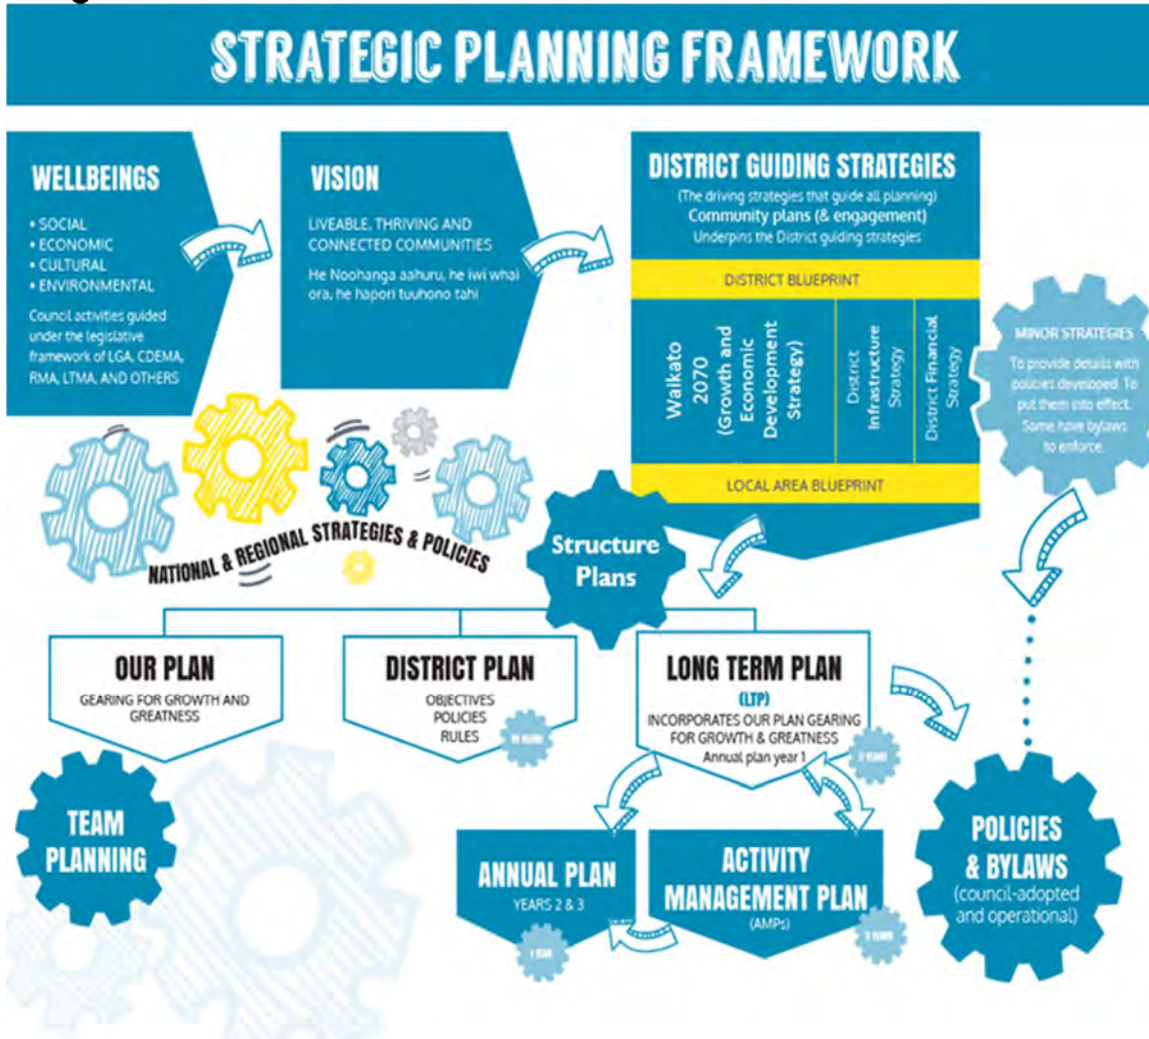 STRATEGIC PLANNING FRAMEWORK
WELLBEINGS
• SOCIAL
• ECONOMIC
• CULTURAL
• ENVIRONMENTAL
Council activities guided
under the legislative
framework of LGA, CDEMA,
RMA, LTMA, AND OTHERS
VISION
LIVEABLE, THRIVING AND
CONNECTED COMMUNITIES
He Noohanga aahuru, he iwi whai
ora, he hapori tuuhono tahi
DISTRICT GUIDING STRATEGIES
(The driving strategies that guide all planning)
Community plans (& engagement)
Underpins the District guiding strategies
DISTRICT BLUEPRINT
Waikato
2070
(Growth and
Economic
Development
Strategy)
District
Infrastructure
Strategy
District Financial
Strategy
LOCAL AREA BLUEPRINT
MINOR STRATEGIES
To provide details with
policies developed. To
put them into effect.
Some have bylaws
to enforce.
NATIONAL & REGIONAL STRATEGIES & POLICIES
Structure
Plans
OUR PLAN
GEARING FOR GROWTH AND
GREATNESS
DISTRICT PLAN
OBJECTIVES
POLICIES
RULES
10 YEARS
LONG TERM PLAN
(LTP)
INCORPORATES OUR PLAN GEARING
FOR GROWTH & GREATNESS
Annual plan year 1
3 YEARS
TEAM
PLANNING
ANNUAL PLAN
YEARS 2 & 3
1 YEAR
ACTIVITY
MANAGEMENT PLAN
(AMPs)
3 YEARS
POLICIES
& BYLAWS
(council-adopted
and operational)